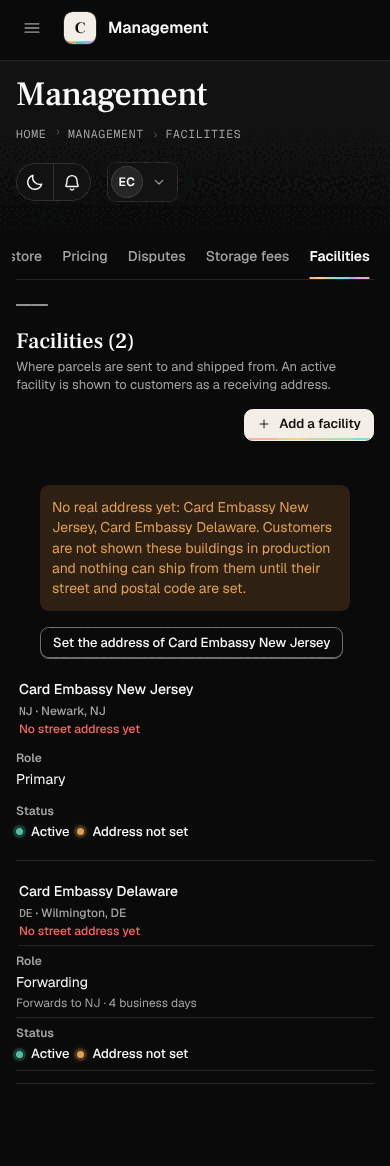 C Management
Management
HOME › MANAGEMENT › FACILITIES
EC
store Pricing Disputes Storage fees Facilities
Facilities (2)
Where parcels are sent to and shipped from. An active
facility is shown to customers as a receiving address.
+ Add a facility
No real address yet: Card Embassy New
Jersey, Card Embassy Delaware. Customers
are not shown these buildings in production
and nothing can ship from them until their
street and postal code are set.
Set the address of Card Embassy New Jersey
Card Embassy New Jersey
NJ · Newark, NJ
No street address yet
Role
Primary
Status
Active Address not set
Card Embassy Delaware
DE · Wilmington, DE
No street address yet
Role
Forwarding
Forwards to NJ · 4 business days
Status
Active Address not set